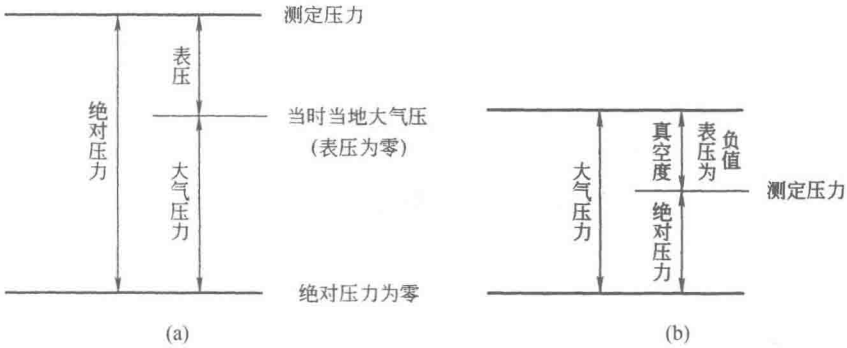 测定压力
表压
绝对压力
当时当地大气压
(表压为零)
大气压力
绝对压力为零
(a)
大气压力
真空度
表压为
负值
测定压力
绝对压力
(b)